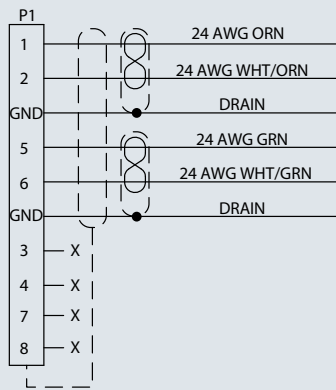 P1
1 24 AWG ORN
2 24 AWG WHT/ORN
GND DRAIN
5 24 AWG GRN
6 24 AWG WHT/GRN
GND DRAIN
3 X
4 X
7 X
8 X